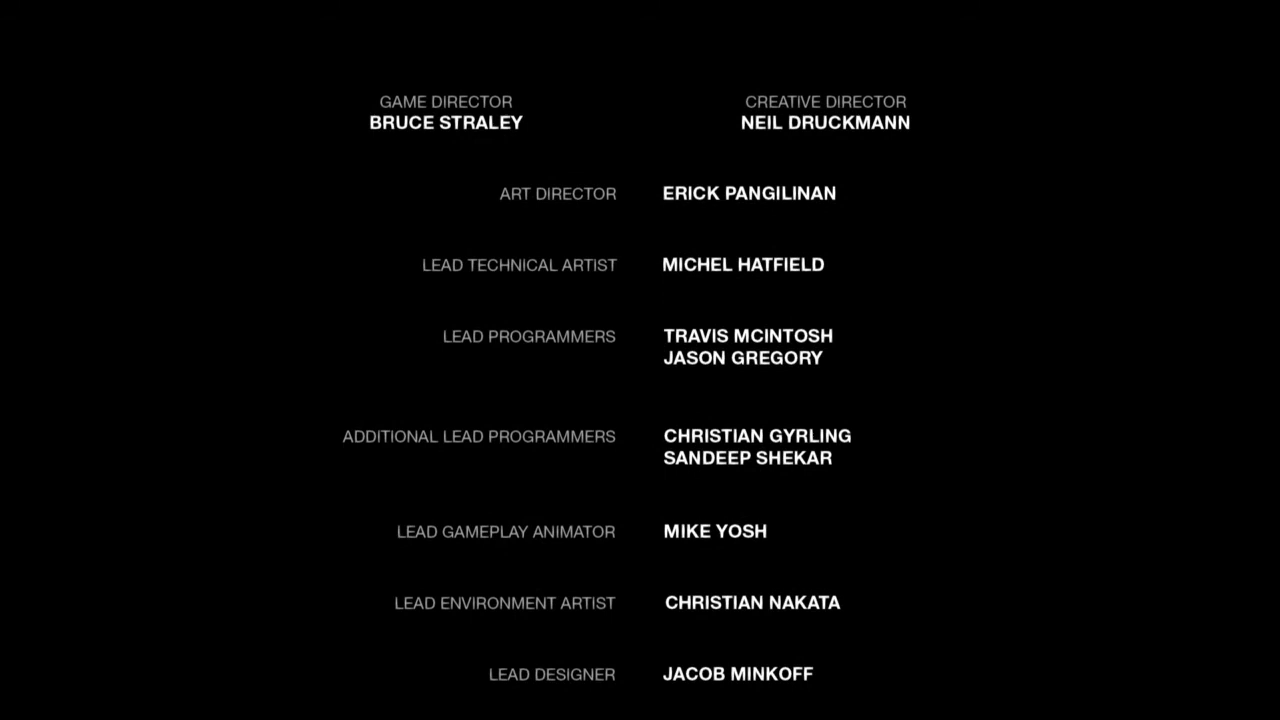 GAME DIRECTOR
BRUCE STRALEY
CREATIVE DIRECTOR
NEIL DRUCKMANN
ART DIRECTOR ERICK PANGILINAN
LEAD TECHNICAL ARTIST MICHEL HATFIELD
LEAD PROGRAMMERS TRAVIS MCINTOSH
JASON GREGORY
ADDITIONAL LEAD PROGRAMMERS CHRISTIAN GYRLING
SANDEEP SHEKAR
LEAD GAMEPLAY ANIMATOR MIKE YOSH
LEAD ENVIRONMENT ARTIST CHRISTIAN NAKATA
LEAD DESIGNER JACOB MINKOFF